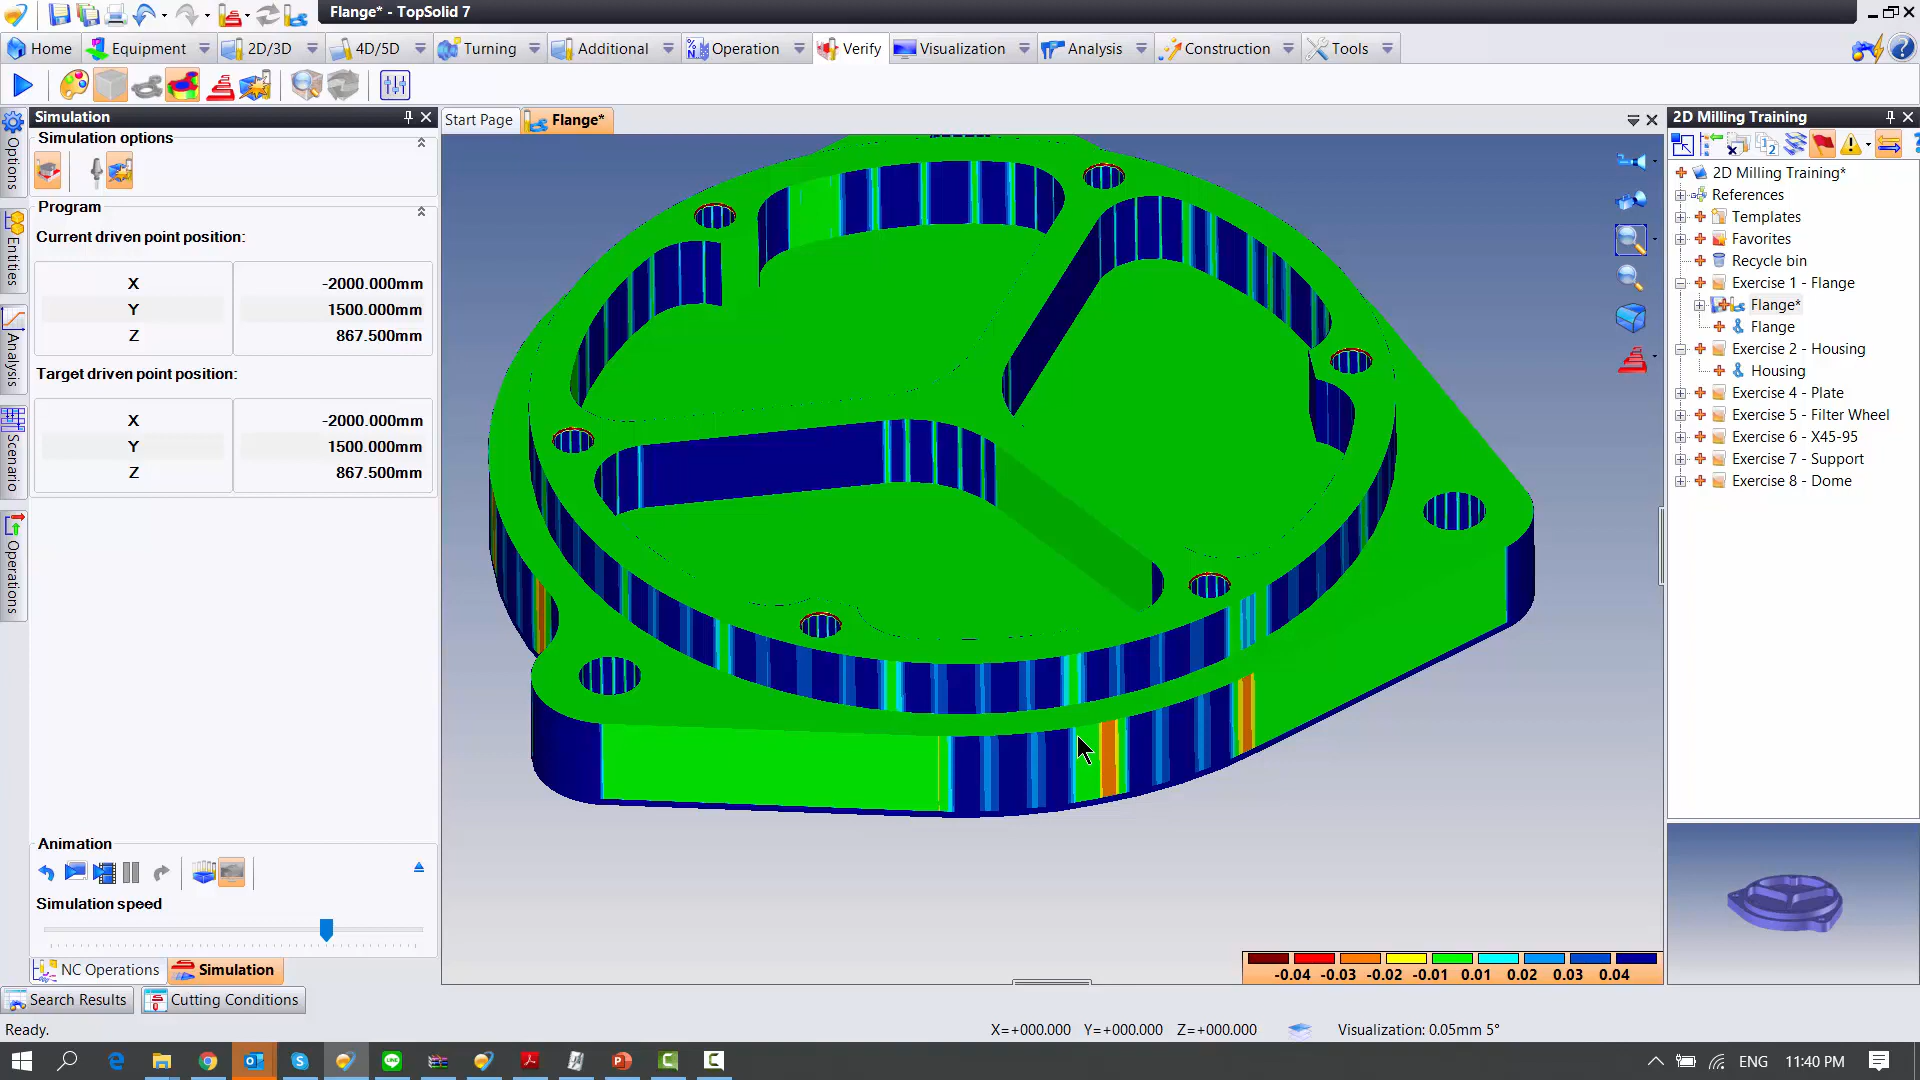 Flange* - TopSolid 7
Home
Equipment
2D/3D
4D/5D
Turning
Additional
Operation
Verify
Visualization
Analysis
Construction
Tools
Simulation
Start Page
Flange*
2D Milling Training
Options
Entities
Analysis
Scenario
Operations
Simulation options
Program
Current driven point position:
X -2000.000mm
Y 1500.000mm
Z 867.500mm
Target driven point position:
X -2000.000mm
Y 1500.000mm
Z 867.500mm
2D Milling Training*
References
Templates
Favorites
Recycle bin
Exercise 1 - Flange
Flange*
Flange
Exercise 2 - Housing
Housing
Exercise 4 - Plate
Exercise 5 - Filter Wheel
Exercise 6 - X45-95
Exercise 7 - Support
Exercise 8 - Dome
Animation
Simulation speed
-0.04 -0.03 -0.02 -0.01 0.01 0.02 0.03 0.04
NC Operations
Simulation
Search Results
Cutting Conditions
Ready.
X=+000.000 Y=+000.000 Z=+000.000
Visualization: 0.05mm 5°
ENG
11:40 PM